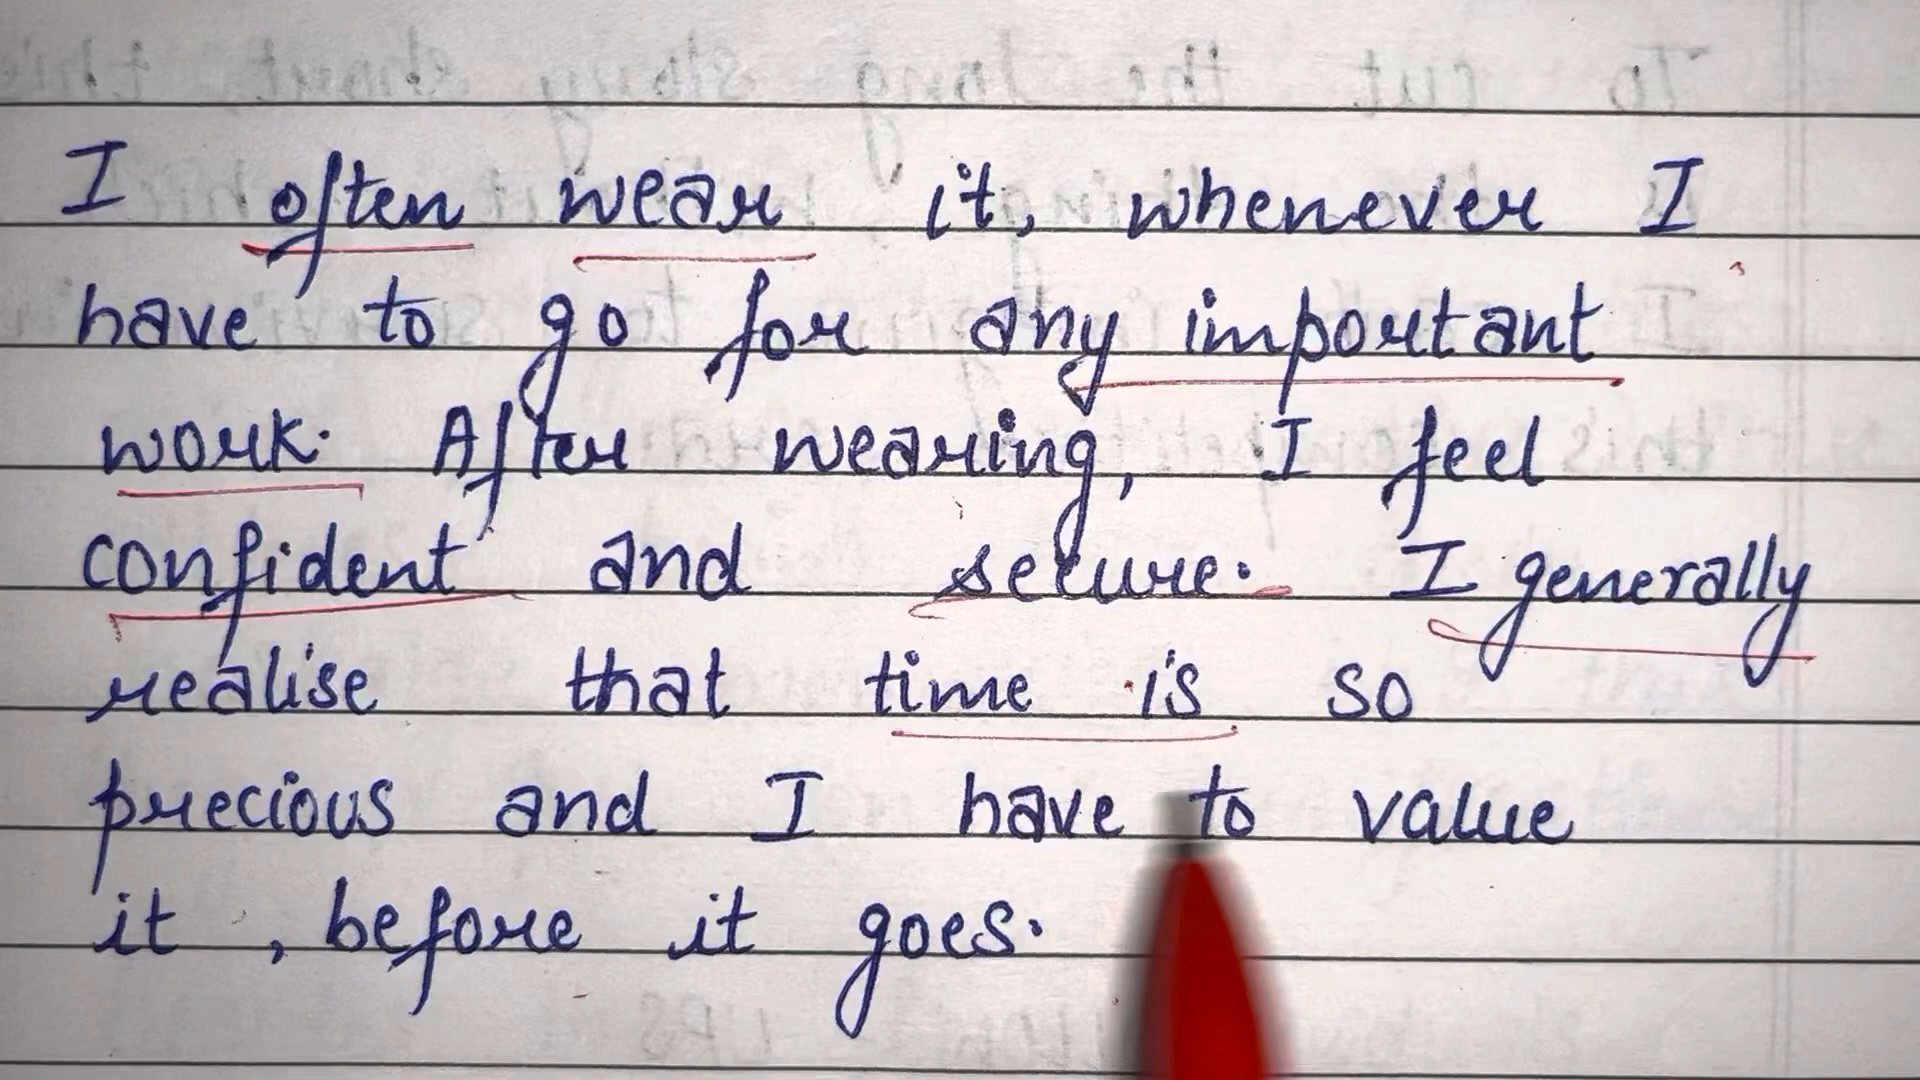 I often wear it, whenever I
have to go for any important
work. After wearing, I feel
confident and secure. I generally
realise that time is so
precious and I have to value
it, before it goes.